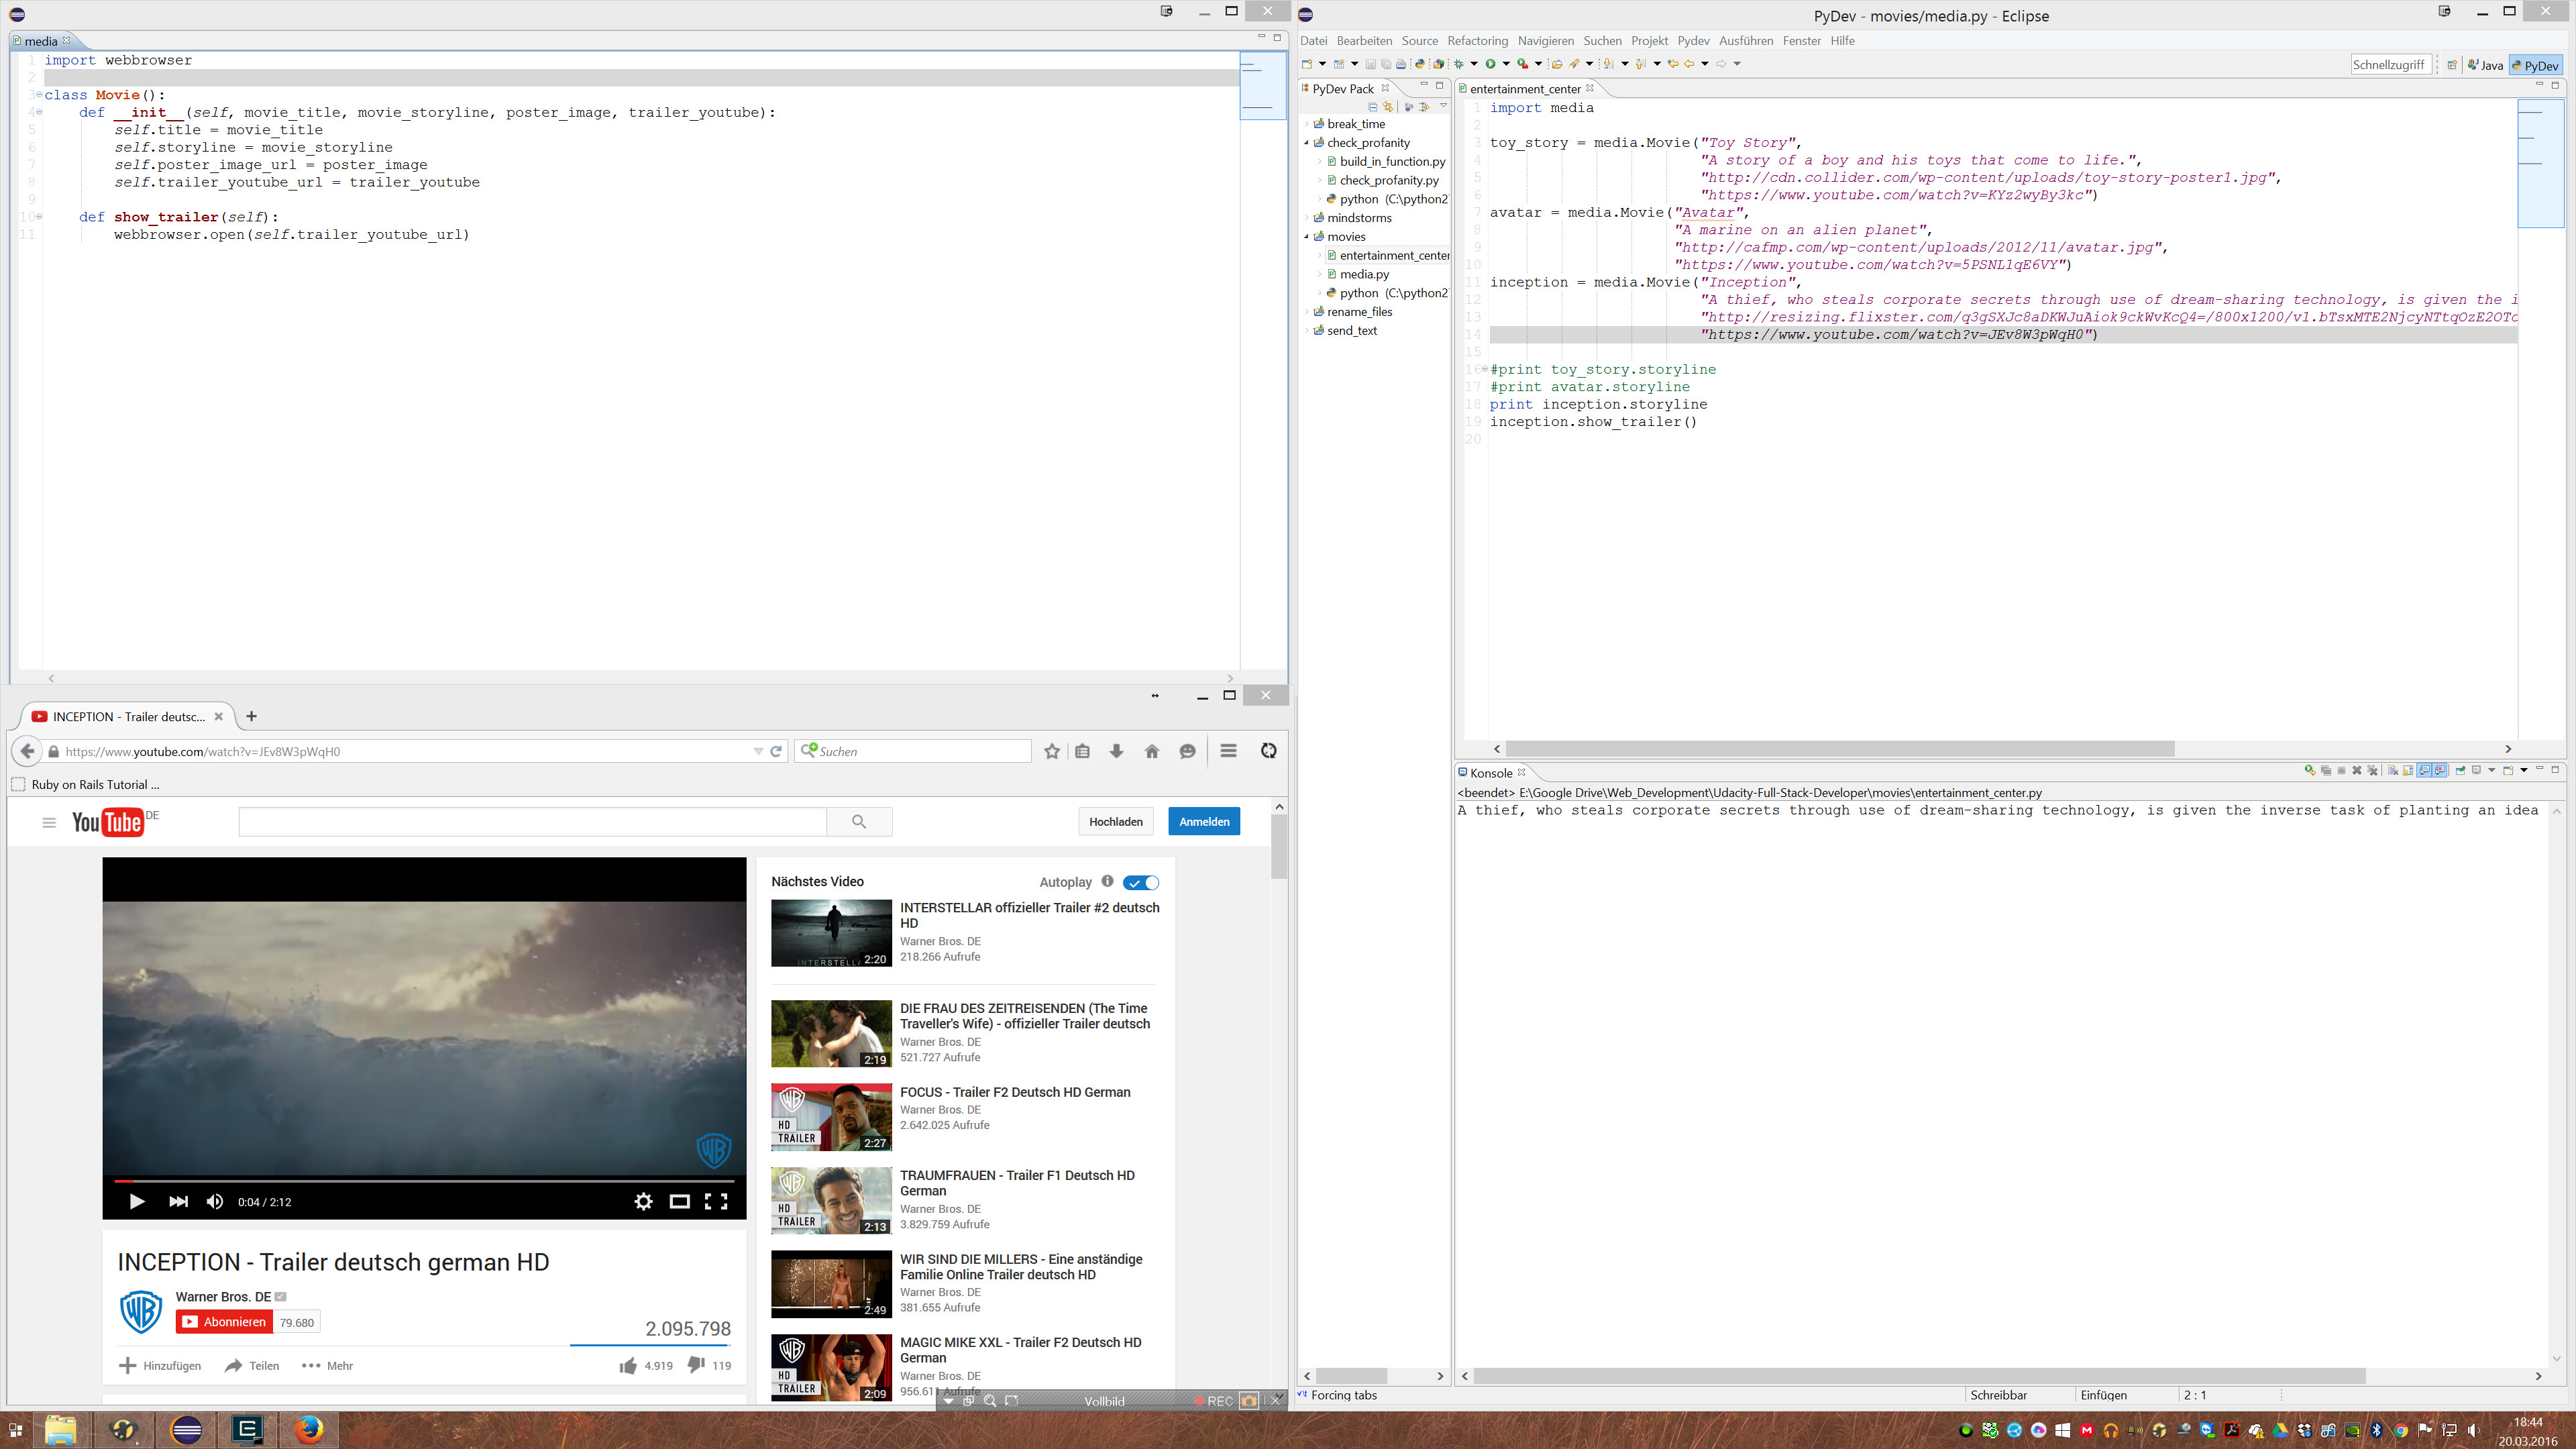 media
1 import webbrowser
2
3 class Movie():
4 def __init__(self, movie_title, movie_storyline, poster_image, trailer_youtube):
5 self.title = movie_title
6 self.storyline = movie_storyline
7 self.poster_image_url = poster_image
8 self.trailer_youtube_url = trailer_youtube
9
10 def show_trailer(self):
11 webbrowser.open(self.trailer_youtube_url)
PyDev - movies/media.py - Eclipse
Datei Bearbeiten Source Refactoring Navigieren Suchen Projekt Pydev Ausführen Fenster Hilfe
Schnellzugriff Java PyDev
PyDev Pack
break_time
check_profanity
build_in_function.py
check_profanity.py
python (C:\python2
mindstorms
movies
entertainment_center
media.py
python (C:\python2
rename_files
send_text
entertainment_center
1 import media
2
3 toy_story = media.Movie("Toy Story",
4 "A story of a boy and his toys that come to life.",
5 "http://cdn.collider.com/wp-content/uploads/toy-story-poster1.jpg",
6 "https://www.youtube.com/watch?v=KYz2wyBy3kc")
7 avatar = media.Movie("Avatar",
8 "A marine on an alien planet",
9 "http://cafmp.com/wp-content/uploads/2012/11/avatar.jpg",
10 "https://www.youtube.com/watch?v=5PSNL1qE6VY")
11 inception = media.Movie("Inception",
12 "A thief, who steals corporate secrets through use of dream-sharing technology, is given the i
13 "http://resizing.flixster.com/q3gSXJc8aDKWJuAiok9ckWvKcQ4=/800x1200/v1.bTsxMTE2NjcyNTtqOzE2OTc
14 "https://www.youtube.com/watch?v=JEv8W3pWqH0")
15
16 #print toy_story.storyline
17 #print avatar.storyline
18 print inception.storyline
19 inception.show_trailer()
20
Konsole
<beendet> E:\Google Drive\Web_Development\Udacity-Full-Stack-Developer\movies\entertainment_center.py
A thief, who steals corporate secrets through use of dream-sharing technology, is given the inverse task of planting an idea
Forcing tabs Schreibbar Einfügen 2 : 1
INCEPTION - Trailer deutsc...
https://www.youtube.com/watch?v=JEv8W3pWqH0
Suchen
Ruby on Rails Tutorial ...
YouTube DE
Hochladen Anmelden
0:04 / 2:12
INCEPTION - Trailer deutsch german HD
Warner Bros. DE
Abonnieren 79.680
2.095.798
Hinzufügen Teilen Mehr 4.919 119
Nächstes Video Autoplay
INTERSTELLAR offizieller Trailer #2 deutsch
HD
Warner Bros. DE
218.266 Aufrufe
2:20
DIE FRAU DES ZEITREISENDEN (The Time
Traveller's Wife) - offizieller Trailer deutsch
Warner Bros. DE
521.727 Aufrufe
2:19
FOCUS - Trailer F2 Deutsch HD German
Warner Bros. DE
2.642.025 Aufrufe
HD
TRAILER 2:27
TRAUMFRAUEN - Trailer F1 Deutsch HD
German
Warner Bros. DE
3.829.759 Aufrufe
HD
TRAILER 2:13
WIR SIND DIE MILLERS - Eine anständige
Familie Online Trailer deutsch HD
Warner Bros. DE
381.655 Aufrufe
2:49
MAGIC MIKE XXL - Trailer F2 Deutsch HD
German
Warner Bros. DE
HD
TRAILER 2:09
Vollbild REC
18:44
20.03.2016